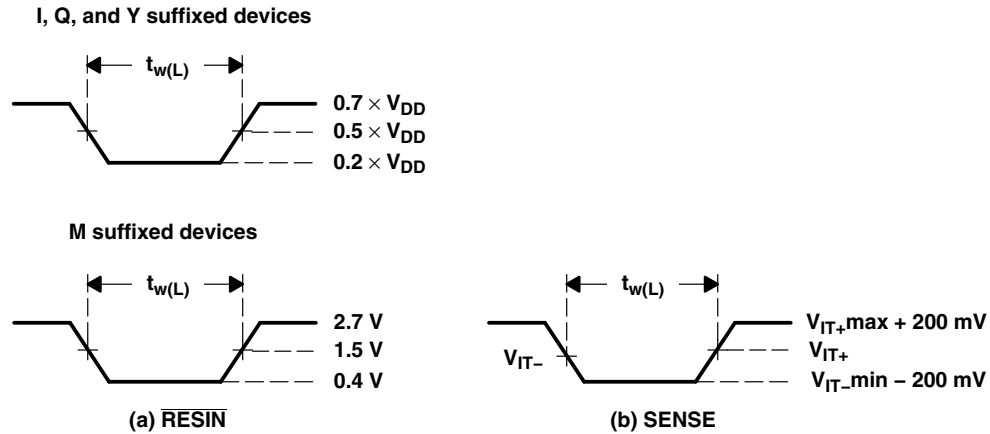 I, Q, and Y suffixed devices
tw(L)
0.7 × VDD
0.5 × VDD
0.2 × VDD
M suffixed devices
tw(L)
2.7 V
1.5 V
0.4 V
(a) R̅E̅S̅I̅N̅
tw(L)
VIT–
VIT+max + 200 mV
VIT+
VIT–min – 200 mV
(b) SENSE